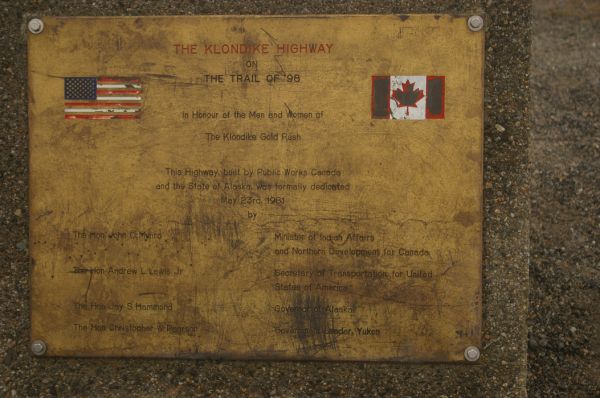 THE KLONDIKE HIGHWAY
ON
THE TRAIL OF '98
In Honour of the Men and Women of
The Klondike Gold Rush
This Highway, built by Public Works Canada
and the State of Alaska, was formally dedicated
May 23rd, 1981
by
The Hon John C. Munro
Minister of Indian Affairs
and Northern Development for Canada
The Hon Andrew L. Lewis Jr
Secretary of Transportation for United
States of America
The Hon Jay S Hammond
Governor of Alaska
The Hon Christopher W. Pearson
Government Leader, Yukon